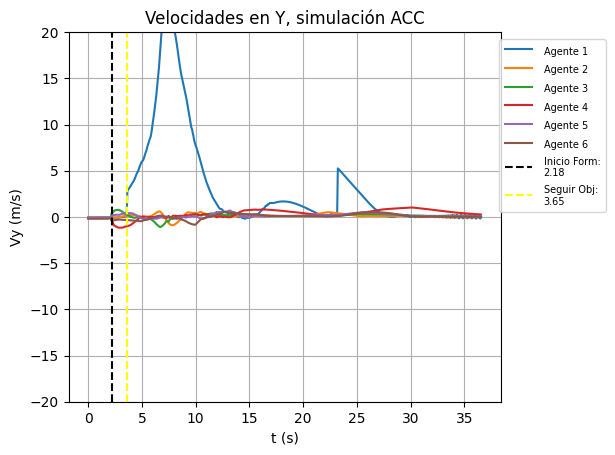 Velocidades en Y, simulación ACC
20
15
10
5
0
−5
−10
−15
−20
Vy (m/s)
0
5
10
15
20
25
30
35
t (s)
Agente 1
Agente 2
Agente 3
Agente 4
Agente 5
Agente 6
Inicio Form:
2.18
Seguir Obj:
3.65